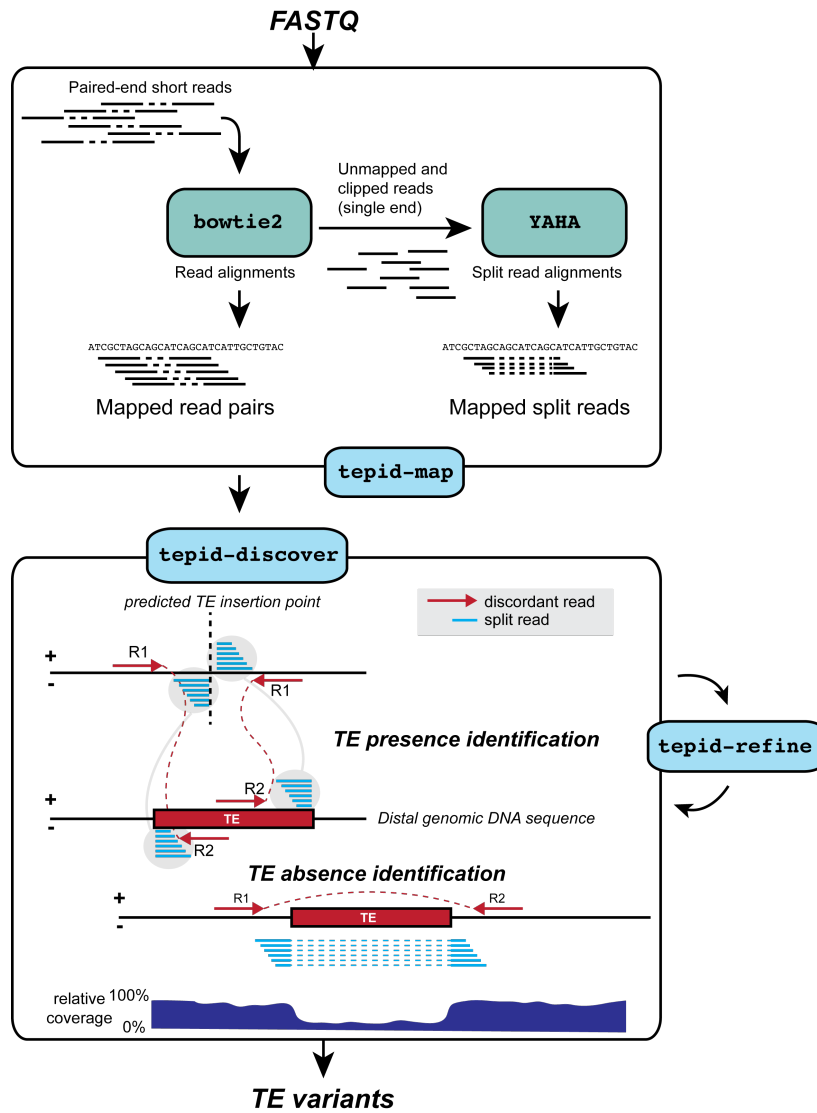 FASTQ
Paired-end short reads
Unmapped and
clipped reads
(single end)
bowtie2
YAHA
Read alignments
Split read alignments
ATCGCTAGCAGCATCAGCATCATTGCTGTAC
ATCGCTAGCAGCATCAGCATCATTGCTGTAC
Mapped read pairs
Mapped split reads
tepid-map
tepid-discover
predicted TE insertion point
discordant read
split read
+
R1
-
R1
TE presence identification
tepid-refine
R2
+
TE
Distal genomic DNA sequence
-
R2
TE absence identification
+
R1
R2
TE
-
relative
coverage
100%
0%
TE variants